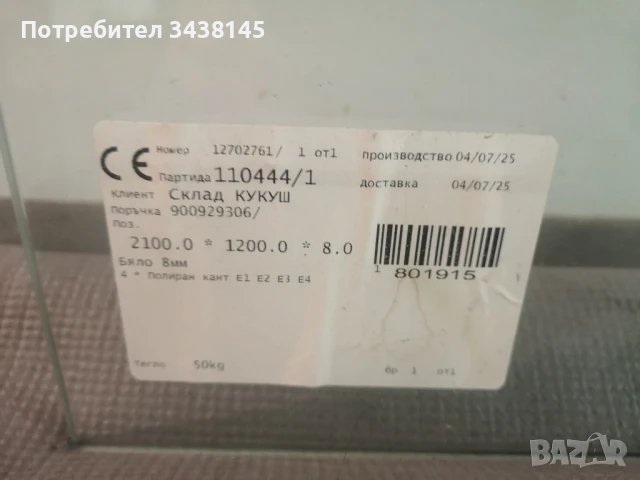 Потребител 3438145
CE Номер 12702761/ 1 от1 производство 04/07/25
Партида 110444/1 доставка 04/07/25
Клиент Склад КУКУШ
Поръчка 900929306/
поз.
2100.0 * 1200.0 * 8.0
Бяло 8мм
1 801915
4 * Полиран кант E1 E2 E3 E4
Тегло 50kg бр 1 от1
BAZAR